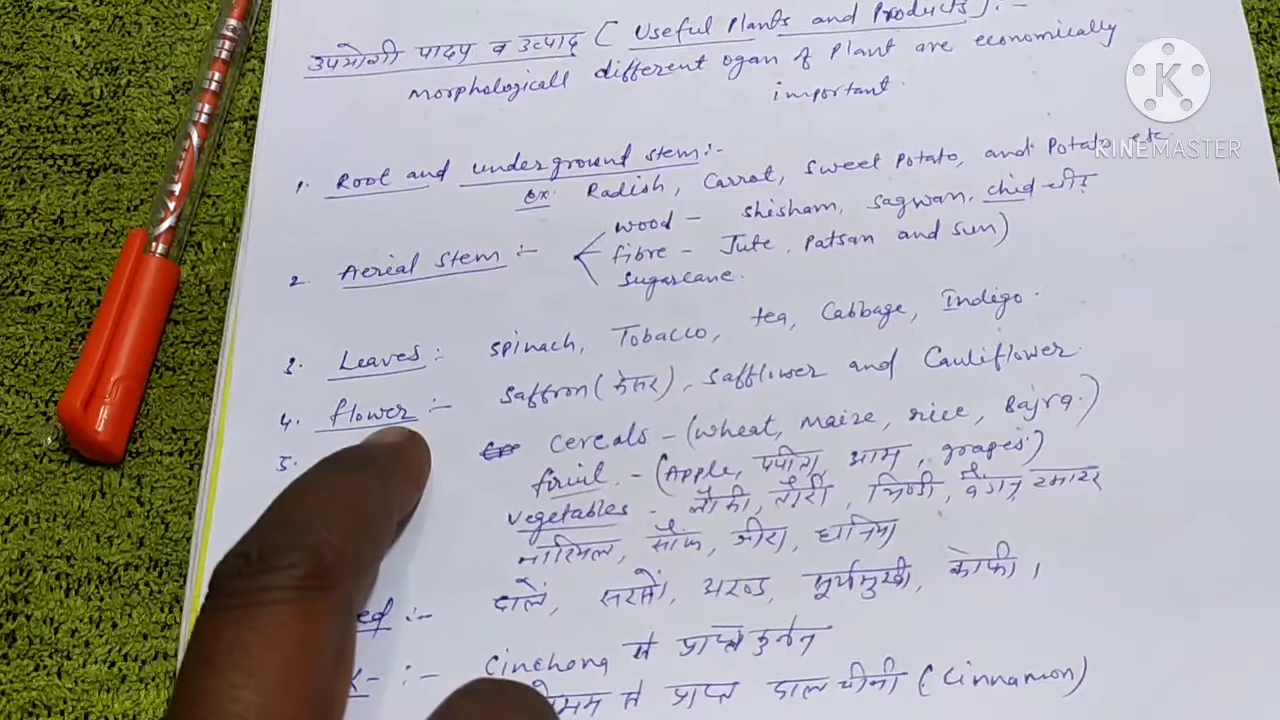 उपयोगी पादप व उत्पाद ( Useful Plants and Products) :-
morphologicall different ogan of plant are economically
important.
K
KINEMASTER
1. Root and underground stem :-
ex. Radish, Carrot, Sweet Potato, and Potato etc
2. Aerial stem :- wood - shisham, sagwan, chid चीड़
fibre - Jute, Patsan and sun)
sugarcane.
3. Leaves :- spinach, Tobacco, tea, Cabbage, Indigo.
4. flower :- saffron (केसर), safflower and Cauliflower.
5. cereals - (wheat, maize, rice, Bajra.)
- (Apple, पपीता, आम, grapes)
vegetables - लौकी, तौरी, भिण्डी, बैंगन, टमाटर
नारियल, सौंफ, जीरा, धनिया
:- दालें, सरसों, अरण्ड, सूर्यमुखी, कॉफी,
:- Cinchona से प्राप्त कुनैन
से प्राप्त दाल चीनी (Cinnamon)